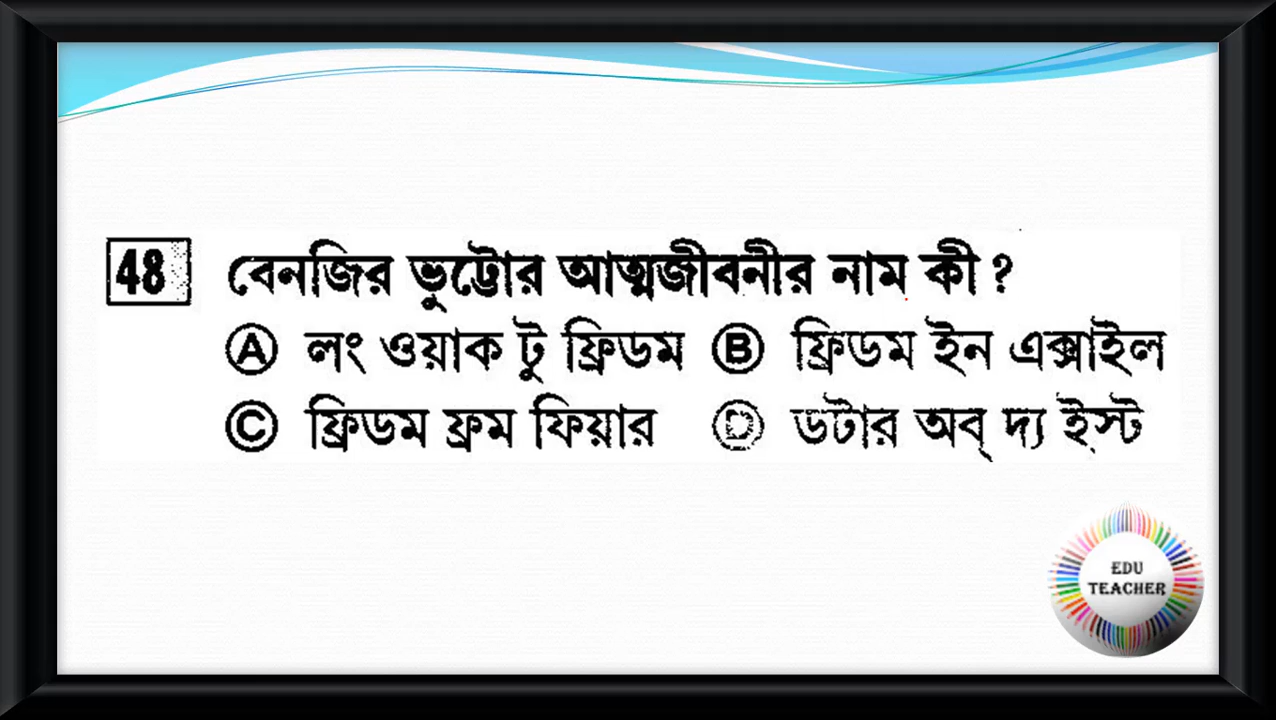 48 বেনজির ভুট্টোর আত্মজীবনীর নাম কী ?
Ⓐ লং ওয়াক টু ফ্রিডম Ⓑ ফ্রিডম ইন এক্সাইল
Ⓒ ফ্রিডম ফ্রম ফিয়ার Ⓓ ডটার অব্ দ্য ইস্ট
EDU
TEACHER